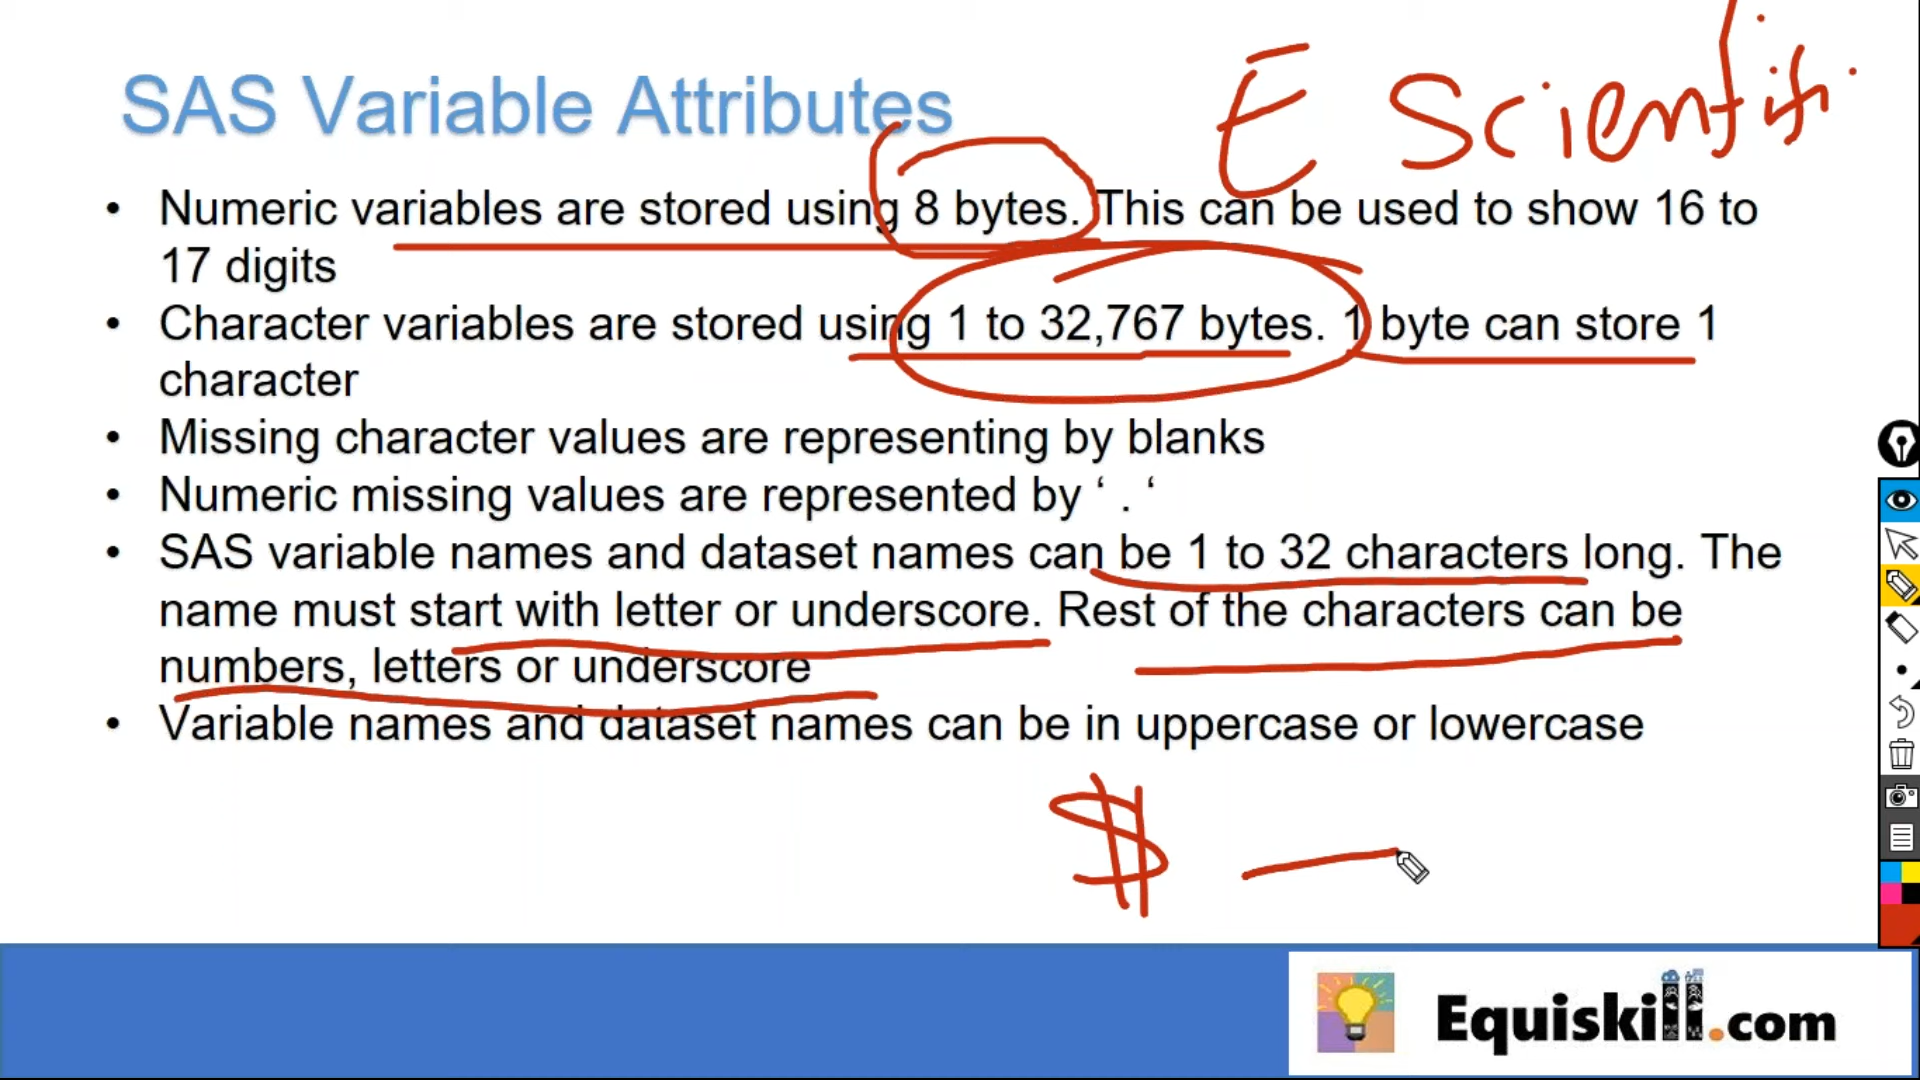 E Scientifi
SAS Variable Attributes
• Numeric variables are stored using 8 bytes. This can be used to show 16 to
17 digits
• Character variables are stored using 1 to 32,767 bytes. 1 byte can store 1
character
• Missing character values are representing by blanks
• Numeric missing values are represented by ‘ . ‘
• SAS variable names and dataset names can be 1 to 32 characters long. The
name must start with letter or underscore. Rest of the characters can be
numbers, letters or underscore
• Variable names and dataset names can be in uppercase or lowercase
$ _
Equiskill.com